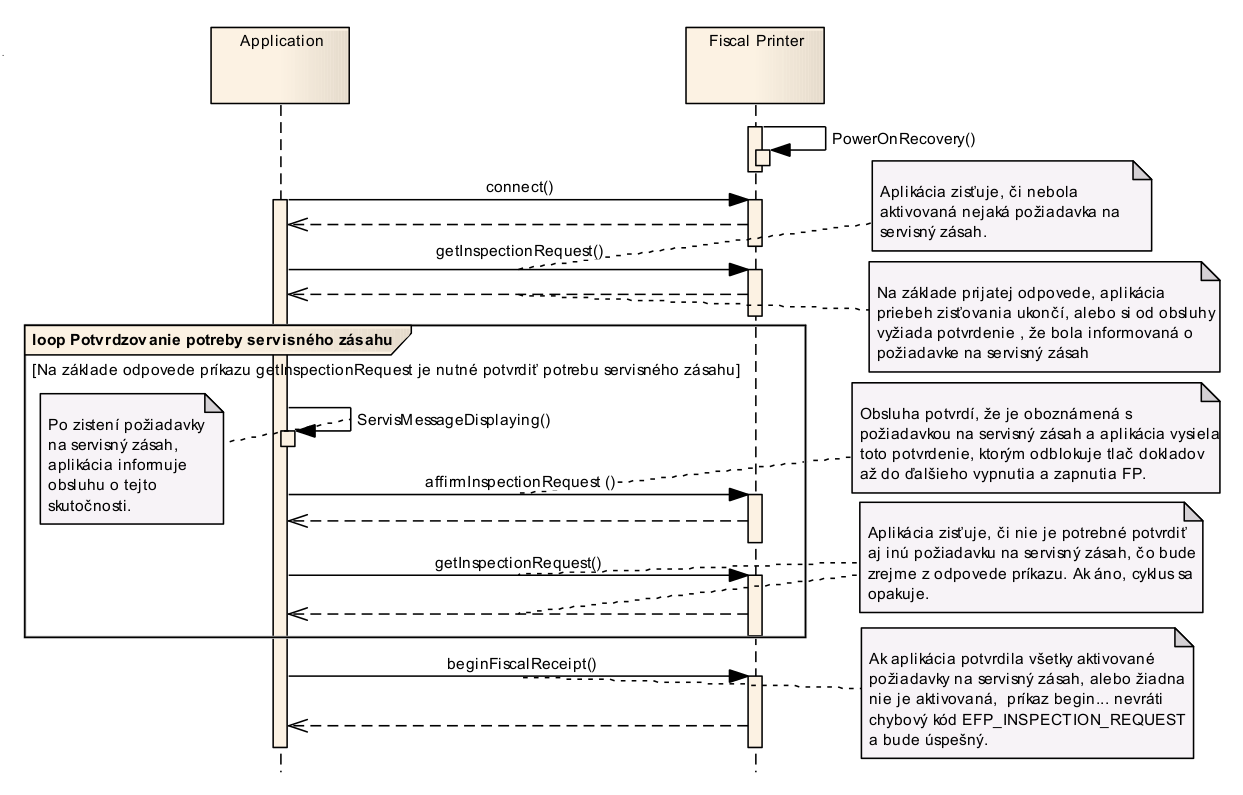 Application
Fiscal Printer
PowerOnRecovery()
connect()
Aplikácia zisťuje, či nebola
aktivovaná nejaká požiadavka na
servisný zásah.
getInspectionRequest()
Na základe prijatej odpovede, aplikácia
priebeh zisťovania ukončí, alebo si od obsluhy
vyžiada potvrdenie , že bola informovaná o
požiadavke na servisný zásah
loop Potvrdzovanie potreby servisného zásahu
[Na základe odpovede príkazu getInspectionRequest je nutné potvrdiť potrebu servisného zásahu]
Po zistení požiadavky
na servisný zásah,
aplikácia informuje
obsluhu o tejto
skutočnosti.
ServisMessageDisplaying()
Obsluha potvrdí, že je oboznámená s
požiadavkou na servisný zásah a aplikácia vysiela
toto potvrdenie, ktorým odblokuje tlač dokladov
až do ďalšieho vypnutia a zapnutia FP.
affirmInspectionRequest ()
Aplikácia zisťuje, či nie je potrebné potvrdiť
aj inú požiadavku na servisný zásah, čo bude
zrejme z odpovede príkazu. Ak áno, cyklus sa
opakuje.
getInspectionRequest()
beginFiscalReceipt()
Ak aplikácia potvrdila všetky aktivované
požiadavky na servisný zásah, alebo žiadna
nie je aktivovaná, príkaz begin... nevráti
chybový kód EFP_INSPECTION_REQUEST
a bude úspešný.